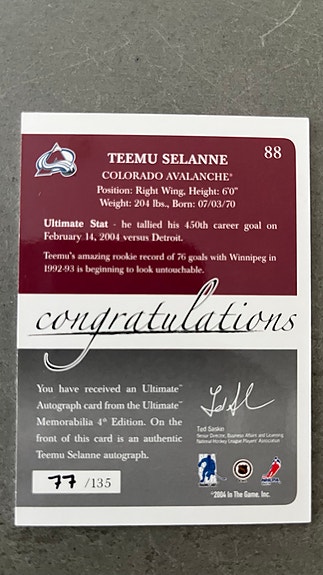 88
TEEMU SELANNE
COLORADO AVALANCHE®
Position: Right Wing, Height: 6'0"
Weight: 204 lbs., Born: 07/03/70
Ultimate Stat - he tallied his 450th career goal on
February 14, 2004 versus Detroit.
Teemu's amazing rookie record of 76 goals with Winnipeg in
1992-93 is beginning to look untouchable.
congratulations
You have received an Ultimate™
Autograph card from the Ultimate™
Memorabilia 4th Edition. On the
front of this card is an authentic
Teemu Selanne autograph.
77 /135
Ted Saskin
Senior Director, Business Affairs and Licensing
National Hockey League Players' Association
©2004 In The Game, Inc.